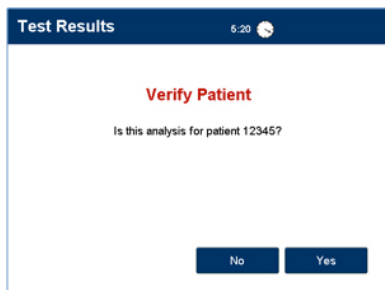 Test Results 5:20
Verify Patient
Is this analysis for patient 12345?
No Yes